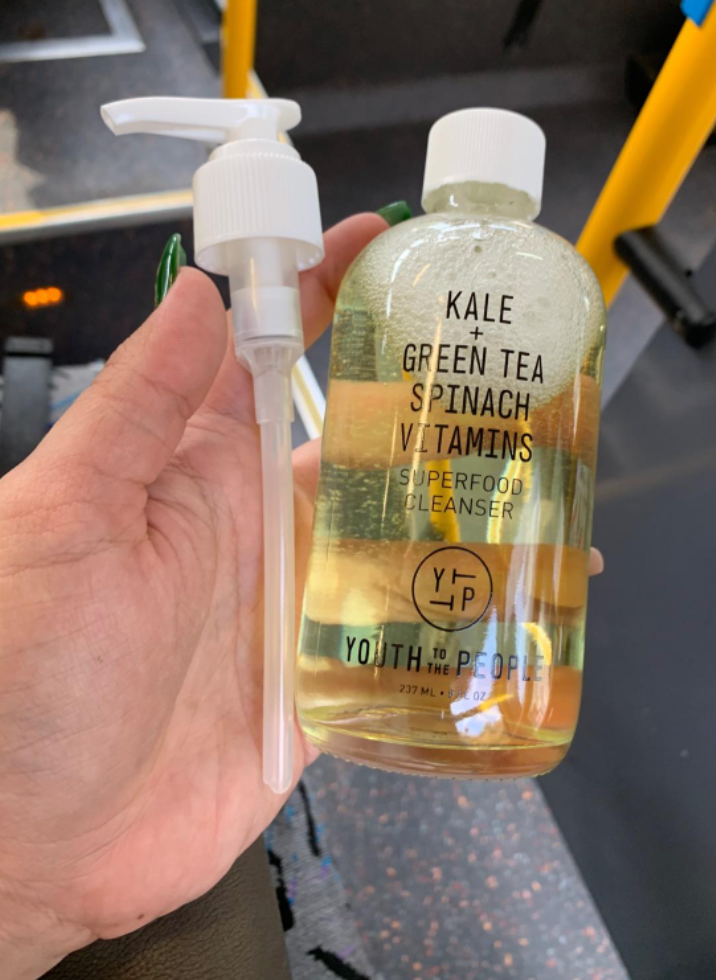 KALE
+
GREEN TEA
SPINACH
VITAMINS
SUPERFOOD
CLEANSER
YTTP
YOUTH TO THE PEOPLE
237 ML •